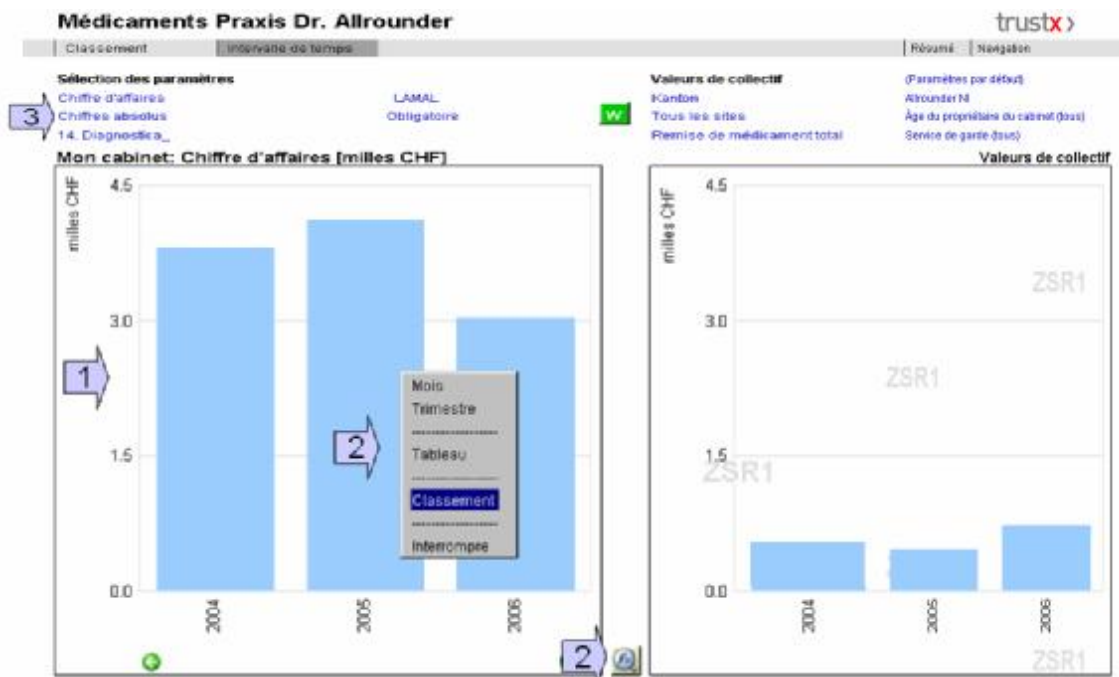 Médicaments Praxis Dr. Allrounder
trustx
Classement Intervalle de temps Résumé Navigation
Sélection des paramètres Valeurs de collectif (Paramètres par défaut)
Chiffre d'affaires LAMAL Kanton Allrounder NI
3 Chiffres absolus Obligatoire W Tous les sites Âge du propriétaire du cabinet (tous)
14. Diagnostika_ Remise de médicament total Service de garde (tous)
Mon cabinet: Chiffre d'affaires [milles CHF] Valeurs de collectif
milles CHF
4.5
3.0
1.5
0.0
2004 2005 2006
1
2
Mois
Trimestre
Tableau
Classement
Interrompre
2
milles CHF
4.5
3.0
1.5
0.0
2004 2005 2006
ZSR1
ZSR1
ZSR1
ZSR1